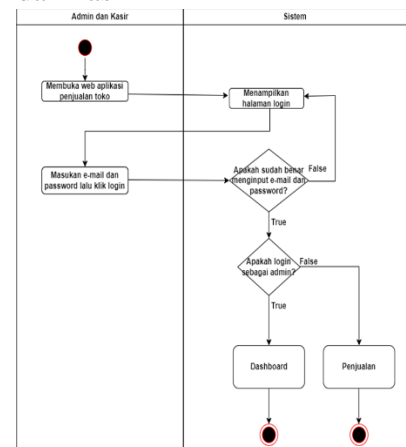 Admin dan Kasir
Sistem
Membuka web aplikasi
penjualan toko
Menampilkan
halaman login
Masukan e-mail dan
password lalu klik login
Apakah sudah benar
menginput e-mail dan
password?
False
True
Apakah login
sebagai admin?
False
True
Dashboard
Penjualan